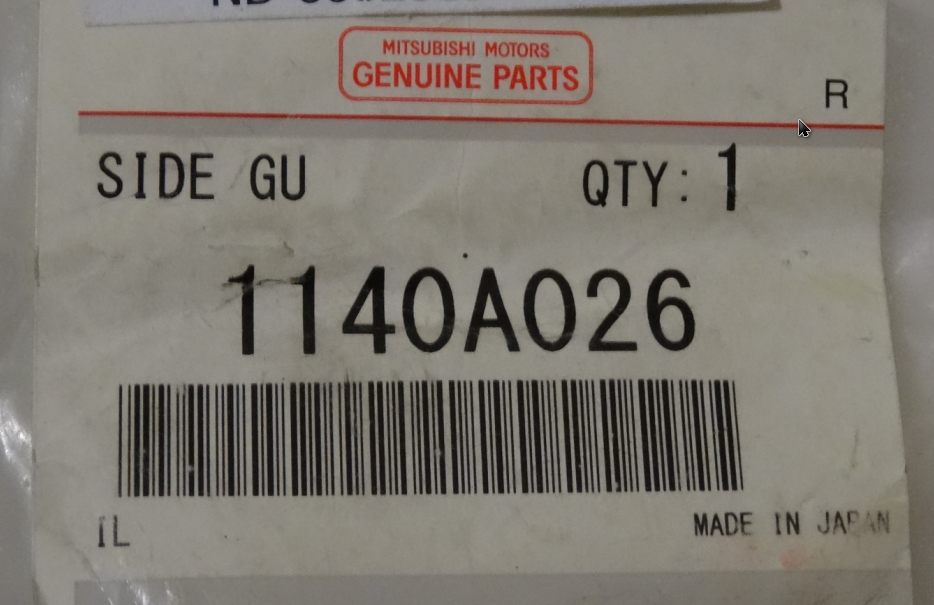 MITSUBISHI MOTORS
GENUINE PARTS
R
SIDE GU QTY: 1
1140A026
IL MADE IN JAPAN